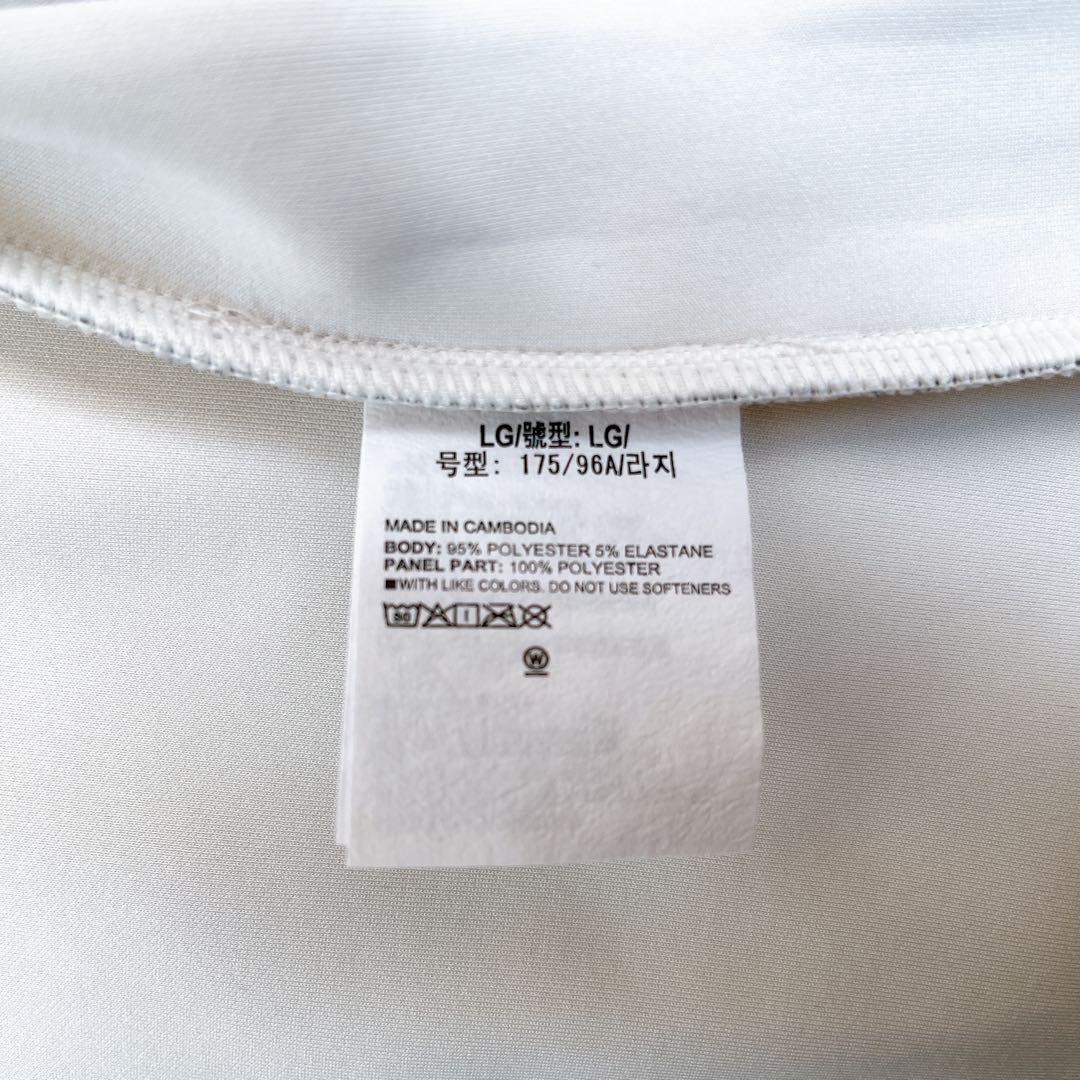 LG/號型: LG/
号型: 175/96A/라지
MADE IN CAMBODIA
BODY: 95% POLYESTER 5% ELASTANE
PANEL PART: 100% POLYESTER
■WITH LIKE COLORS. DO NOT USE SOFTENERS
30
W